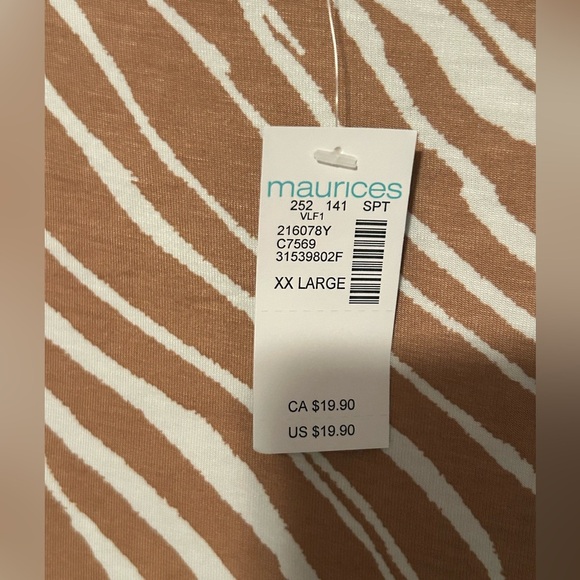 maurices
252 141 SPT
VLF1
216078Y
C7569
31539802F
XX LARGE
CA $19.90
US $19.90